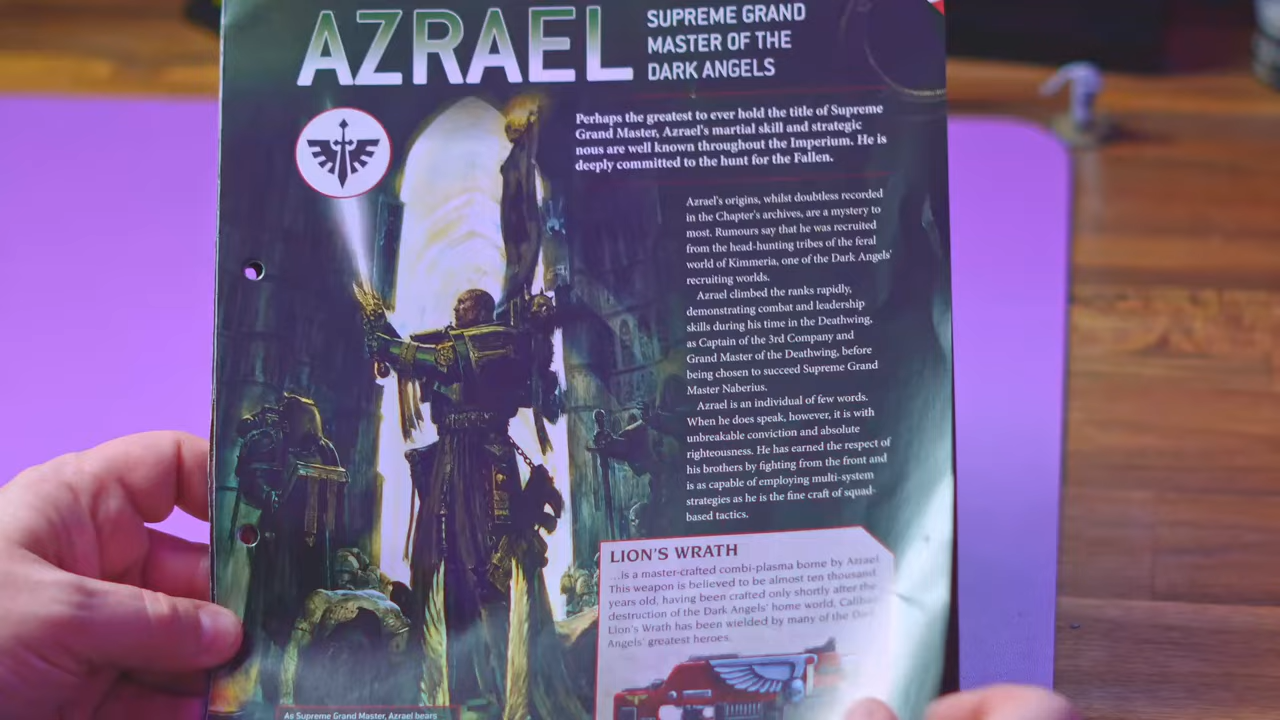 AZRAEL
SUPREME GRAND
MASTER OF THE
DARK ANGELS
Perhaps the greatest to ever hold the title of Supreme
Grand Master, Azrael's martial skill and strategic
nous are well known throughout the Imperium. He is
deeply committed to the hunt for the Fallen.
Azrael's origins, whilst doubtless recorded
in the Chapter's archives, are a mystery to
most. Rumours say that he was recruited
from the head-hunting tribes of the feral
world of Kimmeria, one of the Dark Angels'
recruiting worlds.
Azrael climbed the ranks rapidly,
demonstrating combat and leadership
skills during his time in the Deathwing,
as Captain of the 3rd Company and
Grand Master of the Deathwing, before
being chosen to succeed Supreme Grand
Master Naberius.
Azrael is an individual of few words.
When he does speak, however, it is with
unbreakable conviction and absolute
righteousness. He has earned the respect of
his brothers by fighting from the front and
is as capable of employing multi-system
strategies as he is the fine craft of squad-
based tactics.
LION'S WRATH
...is a master-crafted combi-plasma borne by Azrael
This weapon is believed to be almost ten thousand
years old, having been crafted only shortly after the
destruction of the Dark Angels' home world, Caliban
Lion's Wrath has been wielded by many of the Dark
Angels' greatest heroes.
As Supreme Grand Master, Azrael bears